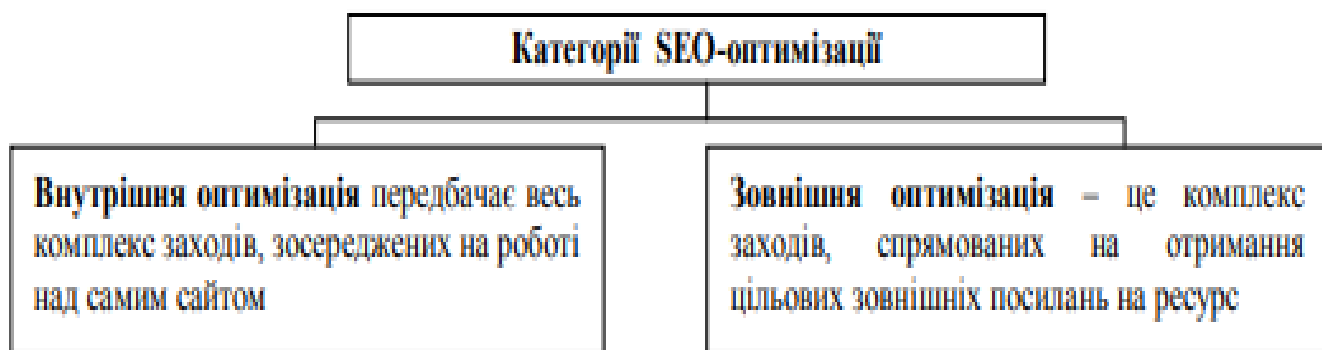 Категорії SEO-оптимізації
Внутрішня оптимізація передбачає весь
комплекс заходів, зосереджених на роботі
над самим сайтом
Зовнішня оптимізація – це комплекс
заходів, спрямованих на отримання
цільових зовнішніх посилань на ресурс